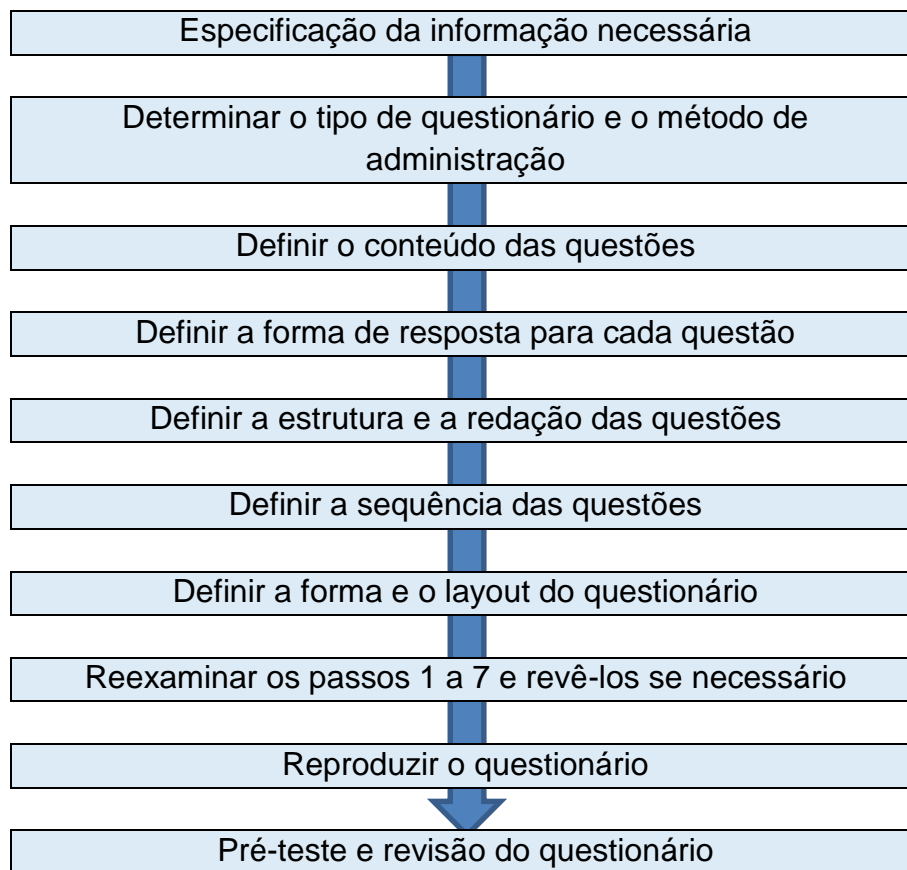 Especificação da informação necessária
Determinar o tipo de questionário e o método de
administração
Definir o conteúdo das questões
Definir a forma de resposta para cada questão
Definir a estrutura e a redação das questões
Definir a sequência das questões
Definir a forma e o layout do questionário
Reexaminar os passos 1 a 7 e revê-los se necessário
Reproduzir o questionário
Pré-teste e revisão do questionário